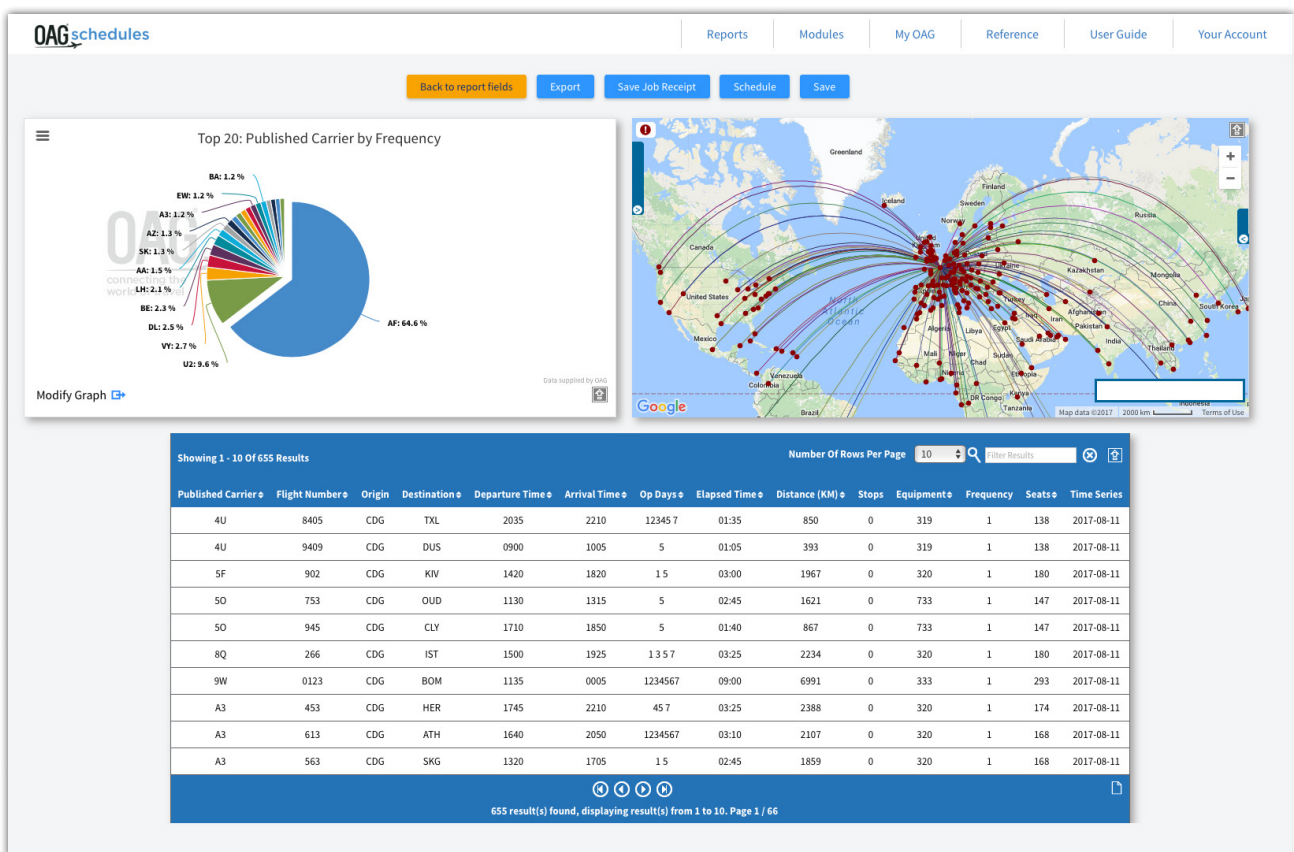 OAG schedules
Reports Modules My OAG Reference User Guide Your Account
Back to report fields Export Save Job Receipt Schedule Save
Top 20: Published Carrier by Frequency
BA: 1.2 %
EW: 1.2 %
A3: 1.2 %
AZ: 1.3 %
SK: 1.3 %
AA: 1.5 %
LH: 2.1 %
BE: 2.3 %
DL: 2.5 %
VY: 2.7 %
U2: 9.6 %
AF: 64.6 %
OAG
connecting the
world of travel
Data supplied by OAG
Modify Graph
Greenland
Iceland
Finland
Sweden
Norway
Russia
Canada
Ukraine
Kazakhstan
Mongolia
United States
North
Atlantic
Ocean
Turkey
China
South Korea
Afghanistan
Iraq
Iran
Pakistan
Algeria
Libya
Egypt
Saudi Arabia
India
Thailand
Mexico
Mali
Niger
Chad
Sudan
Nigeria
Ethiopia
Venezuela
Colombia
DR Congo
Kenya
Tanzania
Indonesia
Brazil
Google
Map data ©2017 2000 km Terms of Use
Showing 1 - 10 Of 655 Results Number Of Rows Per Page 10 Filter Results
Published Carrier Flight Number Origin Destination Departure Time Arrival Time Op Days Elapsed Time Distance (KM) Stops Equipment Frequency Seats Time Series
4U 8405 CDG TXL 2035 2210 12345 7 01:35 850 0 319 1 138 2017-08-11
4U 9409 CDG DUS 0900 1005 5 01:05 393 0 319 1 138 2017-08-11
5F 902 CDG KIV 1420 1820 1 5 03:00 1967 0 320 1 180 2017-08-11
5O 753 CDG OUD 1130 1315 5 02:45 1621 0 733 1 147 2017-08-11
5O 945 CDG CLY 1710 1850 5 01:40 867 0 733 1 147 2017-08-11
8Q 266 CDG IST 1500 1925 1 3 5 7 03:25 2234 0 320 1 180 2017-08-11
9W 0123 CDG BOM 1135 0005 1234567 09:00 6991 0 333 1 293 2017-08-11
A3 453 CDG HER 1745 2210 45 7 03:25 2388 0 320 1 174 2017-08-11
A3 613 CDG ATH 1640 2050 1234567 03:10 2107 0 320 1 168 2017-08-11
A3 563 CDG SKG 1320 1705 1 5 02:45 1859 0 320 1 168 2017-08-11
655 result(s) found, displaying result(s) from 1 to 10. Page 1 / 66